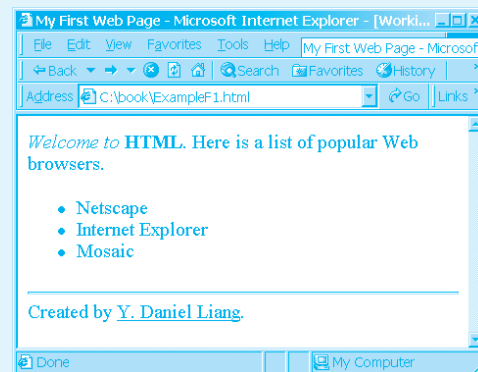 My First Web Page - Microsoft Internet Explorer - [Worki...
File Edit View Favorites Tools Help
My First Web Page - Microsof
Back Search Favorites History
Address C:\book\ExampleF1.html Go Links
Welcome to HTML. Here is a list of popular Web
browsers.
• Netscape
• Internet Explorer
• Mosaic
Created by Y. Daniel Liang.
Done My Computer